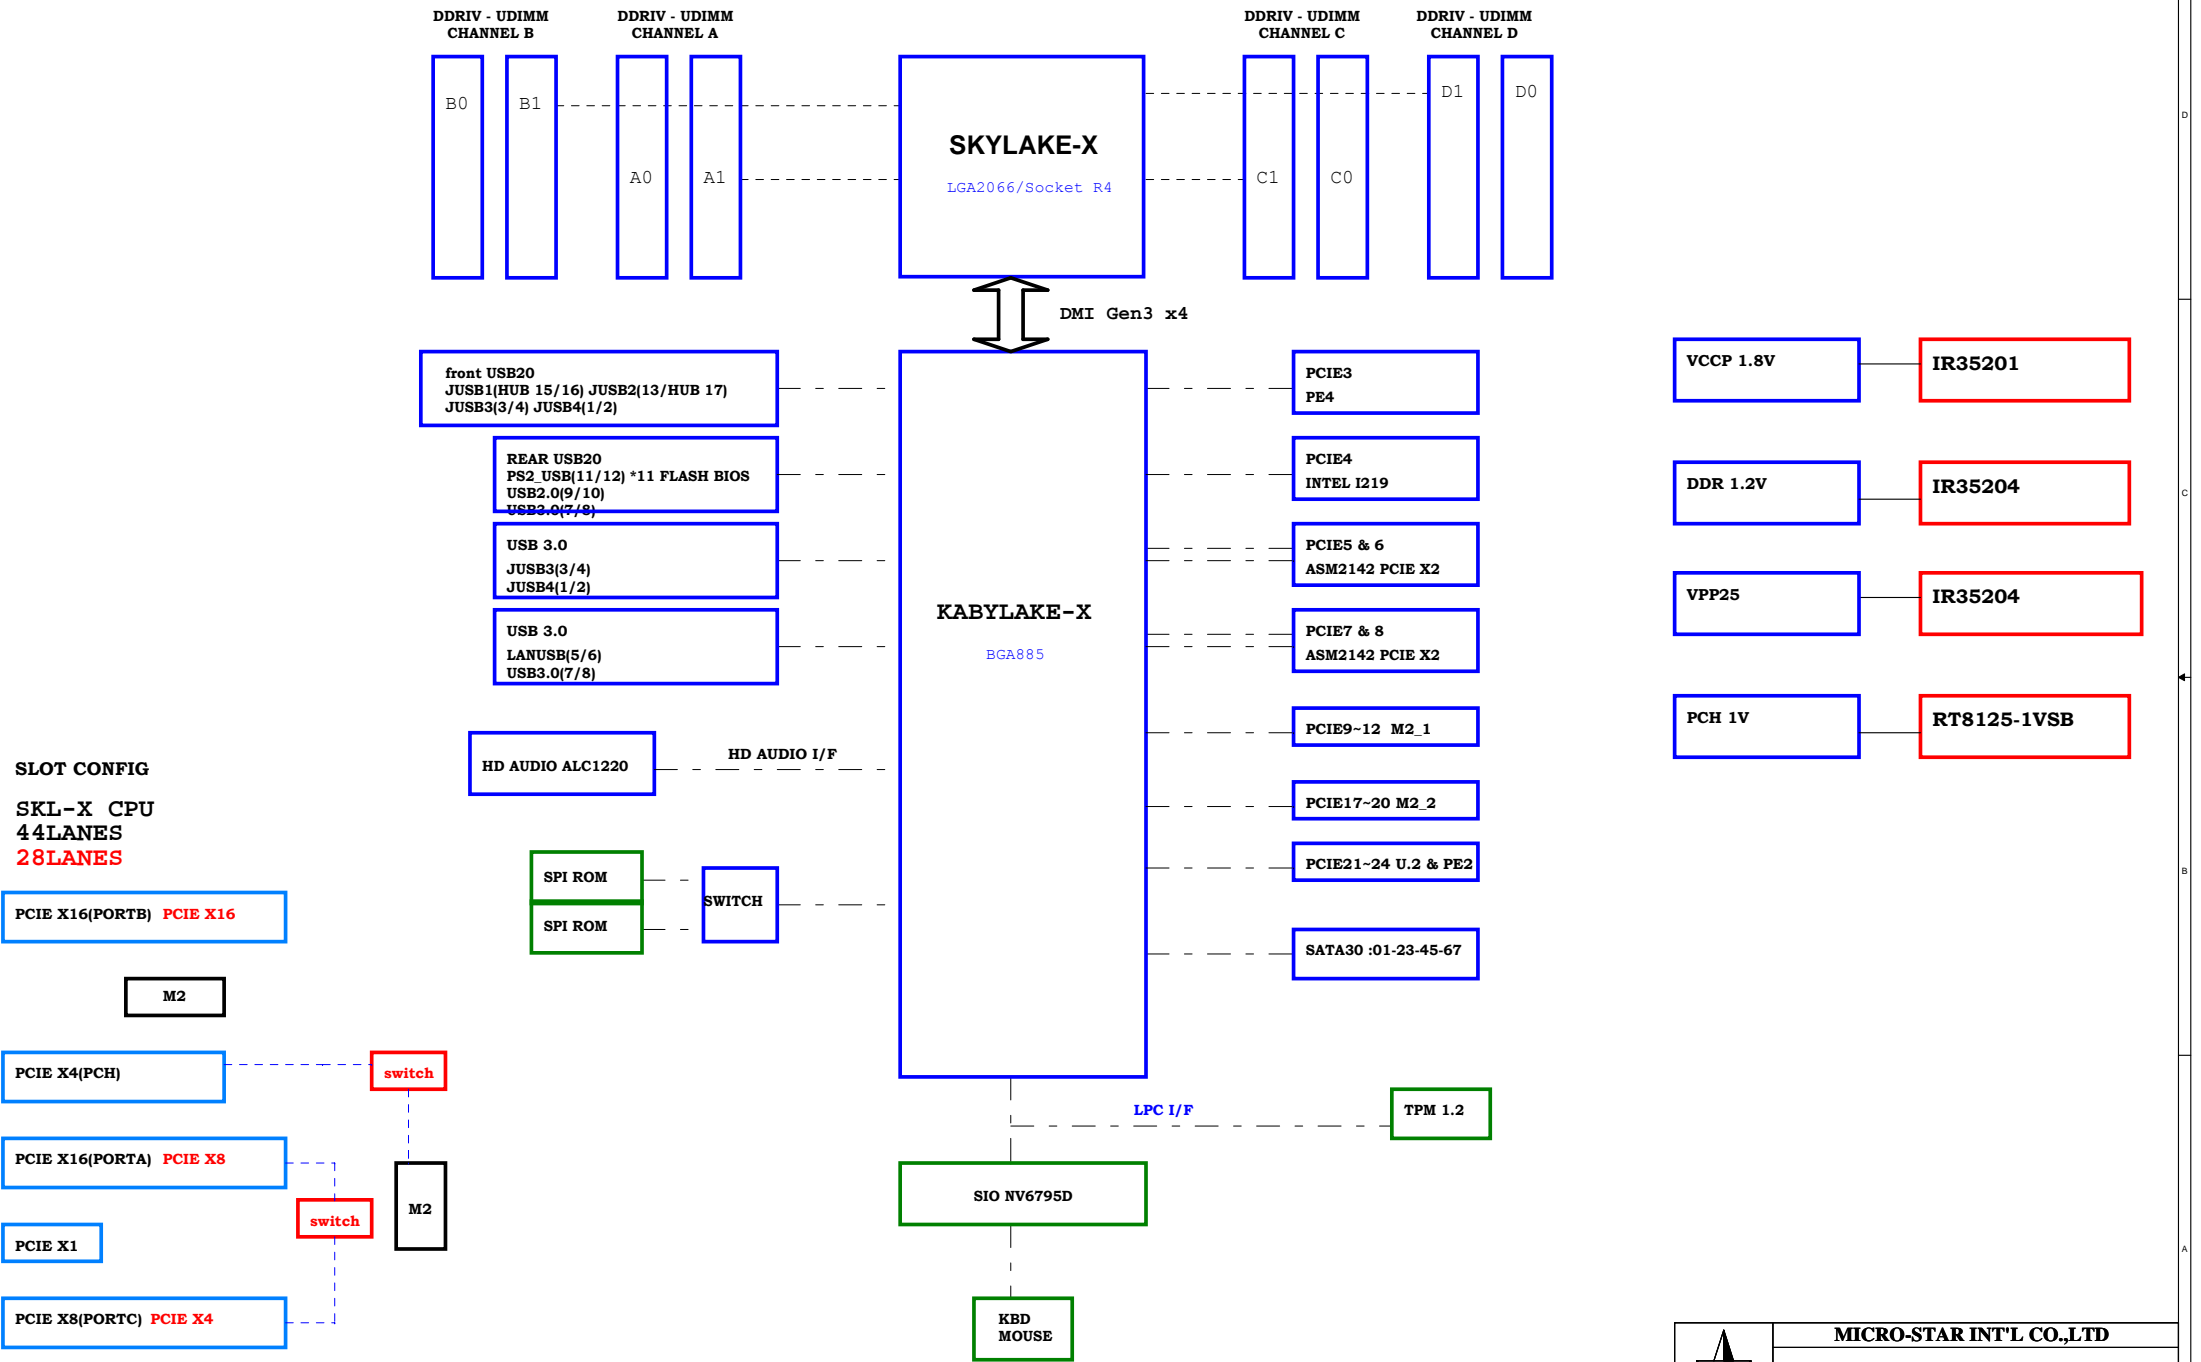 DDRIV - UDIMM
CHANNEL B
DDRIV - UDIMM
CHANNEL A
DDRIV - UDIMM
CHANNEL C
DDRIV - UDIMM
CHANNEL D
B0
B1
A0
A1
SKYLAKE-X
LGA2066/Socket R4
C1
C0
D1
D0
D
DMI Gen3 x4
front USB20
JUSB1(HUB 15/16) JUSB2(13/HUB 17)
JUSB3(3/4) JUSB4(1/2)
REAR USB20
PS2_USB(11/12) *11 FLASH BIOS
USB2.0(9/10)
USB3.0(7/8)
USB 3.0
JUSB3(3/4)
JUSB4(1/2)
USB 3.0
LANUSB(5/6)
USB3.0(7/8)
HD AUDIO ALC1220
HD AUDIO I/F
SPI ROM
SPI ROM
SWITCH
KABYLAKE-X
BGA885
PCIE3
PE4
PCIE4
INTEL I219
PCIE5 & 6
ASM2142 PCIE X2
PCIE7 & 8
ASM2142 PCIE X2
PCIE9~12 M2_1
PCIE17~20 M2_2
PCIE21~24 U.2 & PE2
SATA30 :01-23-45-67
VCCP 1.8V
IR35201
DDR 1.2V
IR35204
VPP25
IR35204
PCH 1V
RT8125-1VSB
C
B
SLOT CONFIG
SKL-X CPU
44LANES
28LANES
PCIE X16(PORTB) PCIE X16
M2
PCIE X4(PCH)
switch
PCIE X16(PORTA) PCIE X8
switch
M2
PCIE X1
PCIE X8(PORTC) PCIE X4
LPC I/F
TPM 1.2
SIO NV6795D
KBD
MOUSE
A
MICRO-STAR INT'L CO.,LTD